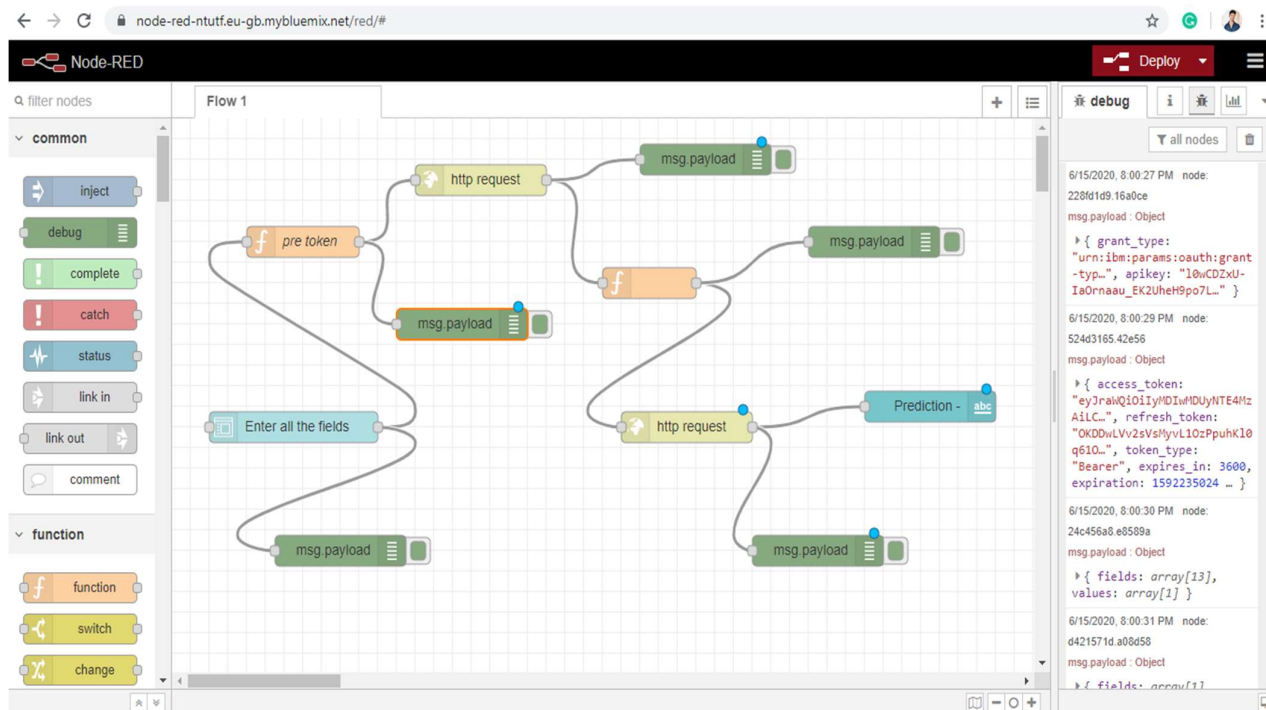 node-red-ntutf.eu-gb.mybluemix.net/red/#
Node-RED
Deploy
filter nodes
Flow 1
debug
i
all nodes
common
inject
debug
complete
catch
status
link in
link out
comment
function
function
switch
change
msg.payload
http request
pre token
msg.payload
msg.payload
Enter all the fields
http request
Prediction -
abc
msg.payload
msg.payload
6/15/2020, 8:00:27 PM node:
228fd1d9.16a0ce
msg.payload : Object
{ grant_type:
"urn:ibm:params:oauth:grant
-typ…", apikey: "l0wCDZxU-
IaOrnaau_EK2UheH9po7L…" }
6/15/2020, 8:00:29 PM node:
524d3165.42e56
msg.payload : Object
{ access_token:
"eyJraWQiOiIyMDIwMDUyNTE4Mz
AiLC…", refresh_token:
"OKDDwLVv2sVsMyvL1OzPpuhKl0
q61O…", token_type:
"Bearer", expires_in: 3600,
expiration: 1592235024 … }
6/15/2020, 8:00:30 PM node:
24c456a8.e8589a
msg.payload : Object
{ fields: array[13],
values: array[1] }
6/15/2020, 8:00:31 PM node:
d421571d.a08d58
msg.payload : Object
{ fields: array[1]